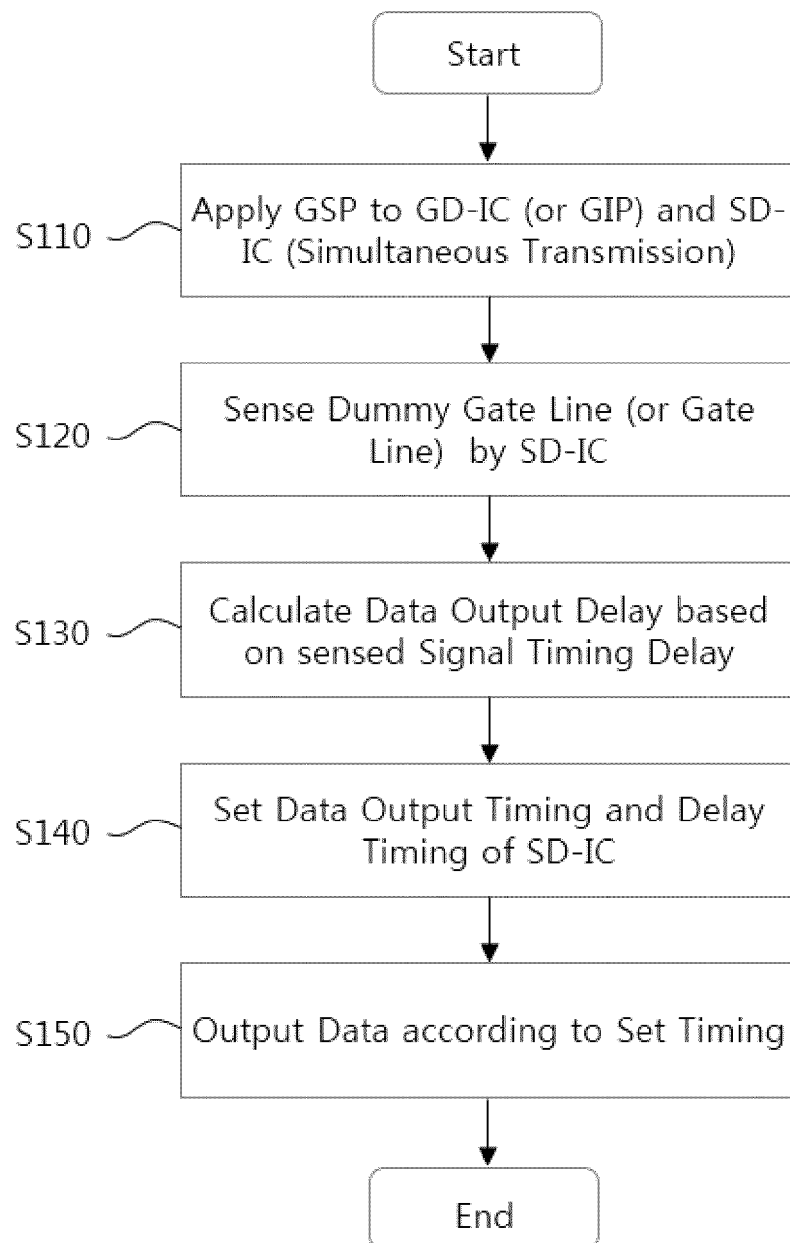 Start
S110
Apply GSP to GD-IC (or GIP) and SD-
IC (Simultaneous Transmission)
S120
Sense Dummy Gate Line (or Gate
Line) by SD-IC
S130
Calculate Data Output Delay based
on sensed Signal Timing Delay
S140
Set Data Output Timing and Delay
Timing of SD-IC
S150
Output Data according to Set Timing
End